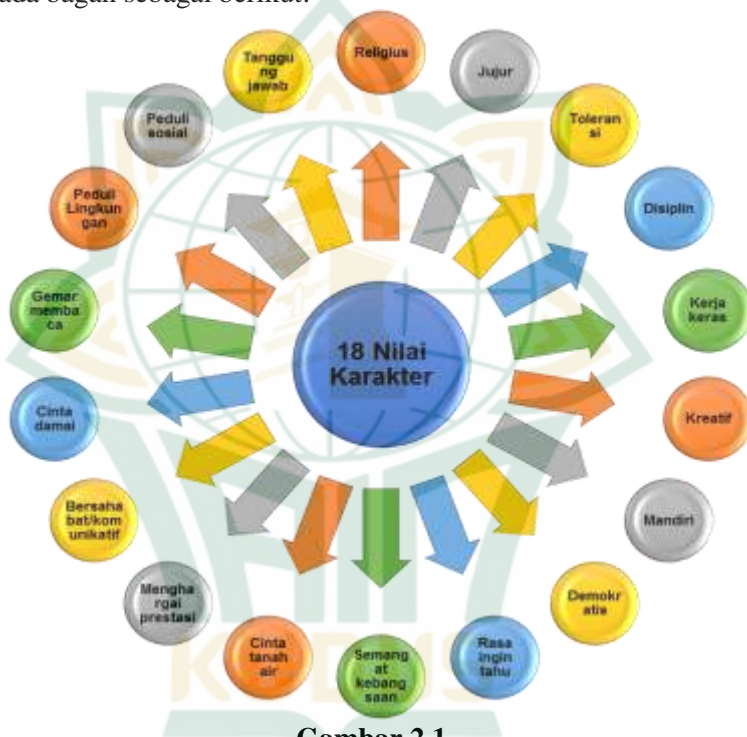 ada bagan sebagai berikut.
Religius
Jujur
Toleran
si
Disiplin
Kerja
keras
Kreatif
Mandiri
Demokr
atis
Rasa
ingin
tahu
Semang
at
kebang
saan
Cinta
tanah
air
Mengha
rgai
prestasi
Bersaha
bat/kom
unikatif
Cinta
damai
Gemar
memba
ca
Peduli
Lingkun
gan
Peduli
sosial
Tanggu
ng
jawab
18 Nilai
Karakter
KUDUS
Gambar 2.1